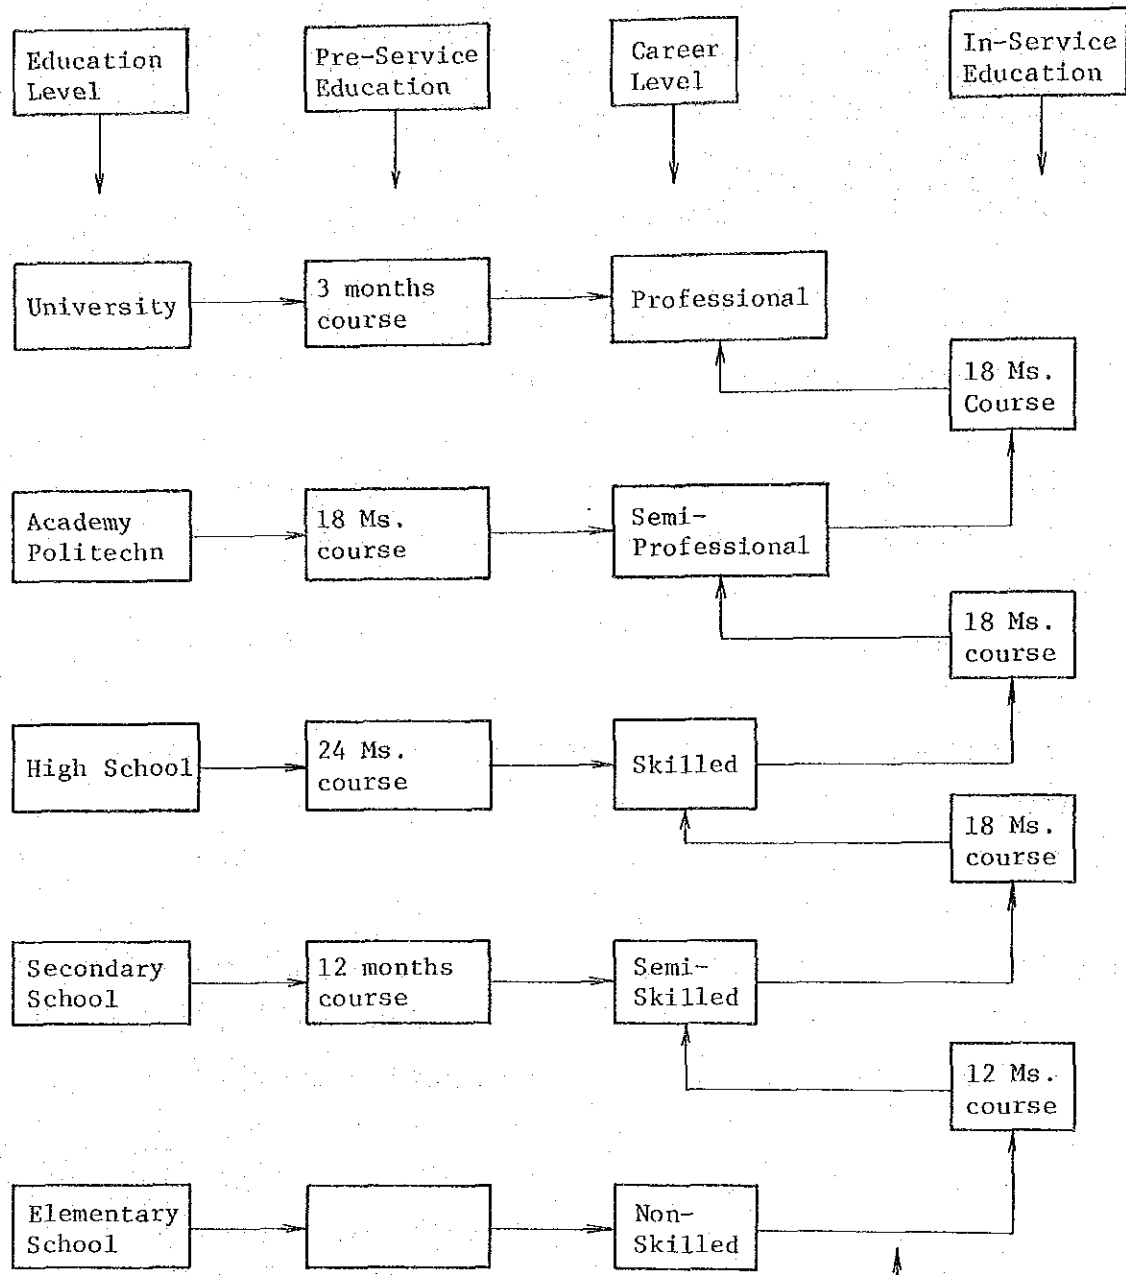 Education
Level
Pre-Service
Education
Career
Level
In-Service
Education
University
3 months
course
Professional
18 Ms.
Course
Academy
Politechn
18 Ms.
course
Semi-
Professional
18 Ms.
course
High School
24 Ms.
course
Skilled
18 Ms.
course
Secondary
School
12 months
course
Semi-
Skilled
12 Ms.
course
Elementary
School
Non-
Skilled